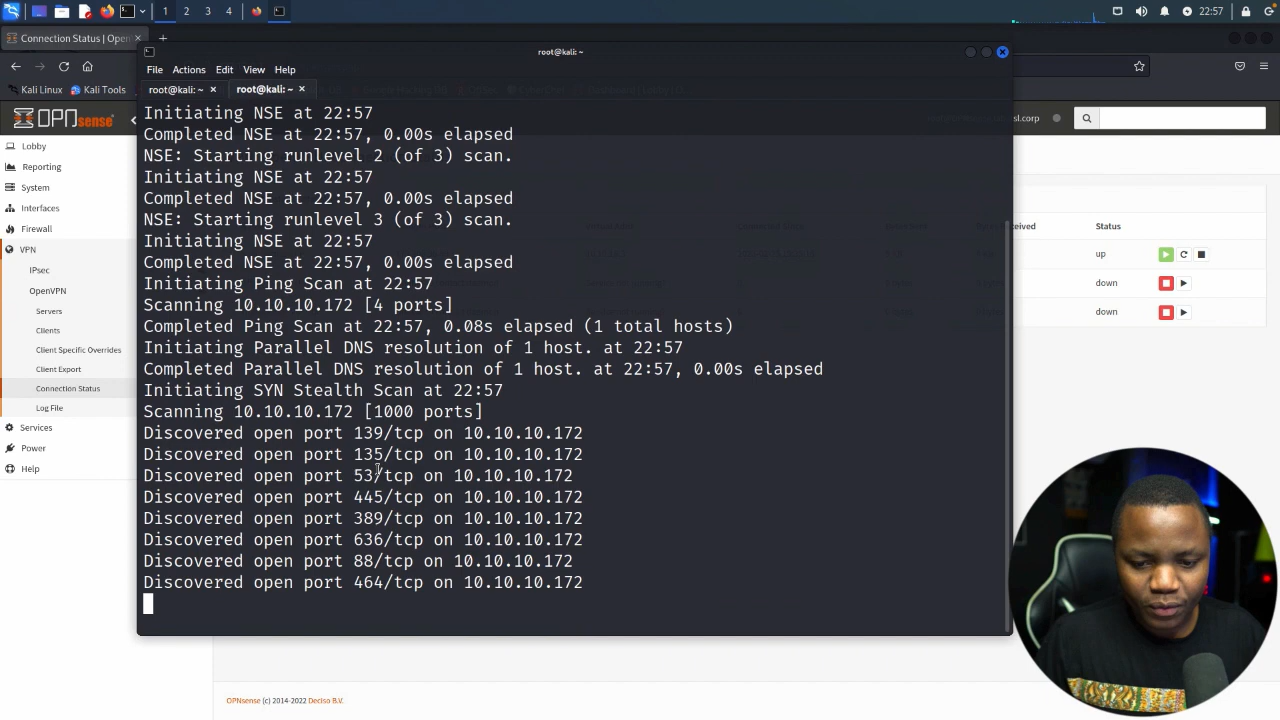 1 2 3 4
22:57
Connection Status | Open
root@kali: ~
File Actions Edit View Help
root@kali: ~
root@kali: ~
Kali Linux
Kali Tools
OPNsense
sl.corp
Lobby
Reporting
System
Interfaces
Firewall
VPN
IPsec
OpenVPN
Servers
Clients
Client Specific Overrides
Client Export
Connection Status
Log File
Services
Power
Help
Initiating NSE at 22:57
Completed NSE at 22:57, 0.00s elapsed
NSE: Starting runlevel 2 (of 3) scan.
Initiating NSE at 22:57
Completed NSE at 22:57, 0.00s elapsed
NSE: Starting runlevel 3 (of 3) scan.
Initiating NSE at 22:57
Completed NSE at 22:57, 0.00s elapsed
Initiating Ping Scan at 22:57
Scanning 10.10.10.172 [4 ports]
Completed Ping Scan at 22:57, 0.08s elapsed (1 total hosts)
Initiating Parallel DNS resolution of 1 host. at 22:57
Completed Parallel DNS resolution of 1 host. at 22:57, 0.00s elapsed
Initiating SYN Stealth Scan at 22:57
Scanning 10.10.10.172 [1000 ports]
Discovered open port 139/tcp on 10.10.10.172
Discovered open port 135/tcp on 10.10.10.172
Discovered open port 53/tcp on 10.10.10.172
Discovered open port 445/tcp on 10.10.10.172
Discovered open port 389/tcp on 10.10.10.172
Discovered open port 636/tcp on 10.10.10.172
Discovered open port 88/tcp on 10.10.10.172
Discovered open port 464/tcp on 10.10.10.172
ceived
Status
up
down
down
OPNsense (c) 2014-2022 Deciso B.V.